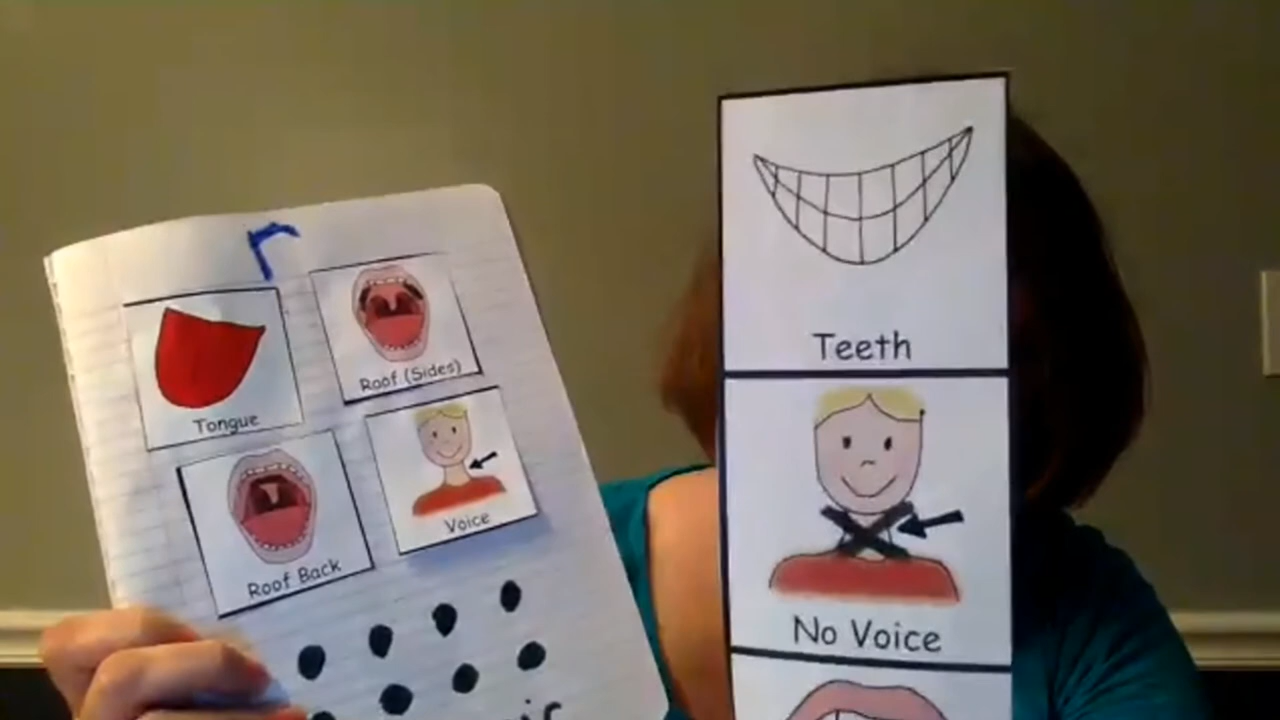 r
Tongue
Roof (Sides)
Roof Back
Voice
Teeth
No Voice